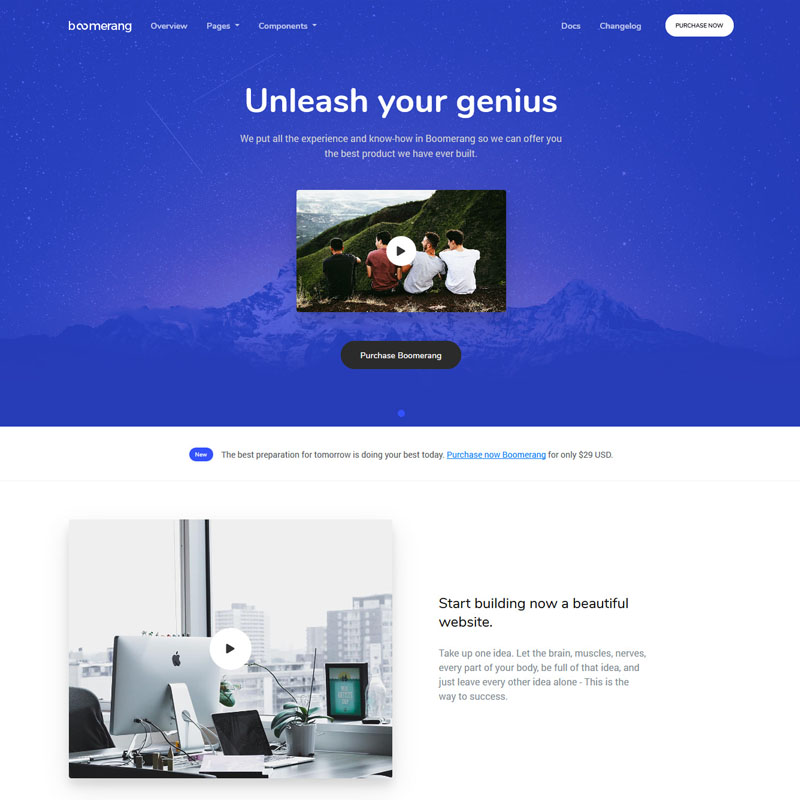 boomerang Overview Pages Components Docs Changelog PURCHASE NOW
Unleash your genius
We put all the experience and know-how in Boomerang so we can offer you
the best product we have ever built.
Purchase Boomerang
New The best preparation for tomorrow is doing your best today. Purchase now Boomerang for only $29 USD.
Start building now a beautiful
website.
Take up one idea. Let the brain, muscles, nerves,
every part of your body, be full of that idea, and
just leave every other idea alone - This is the
way to success.